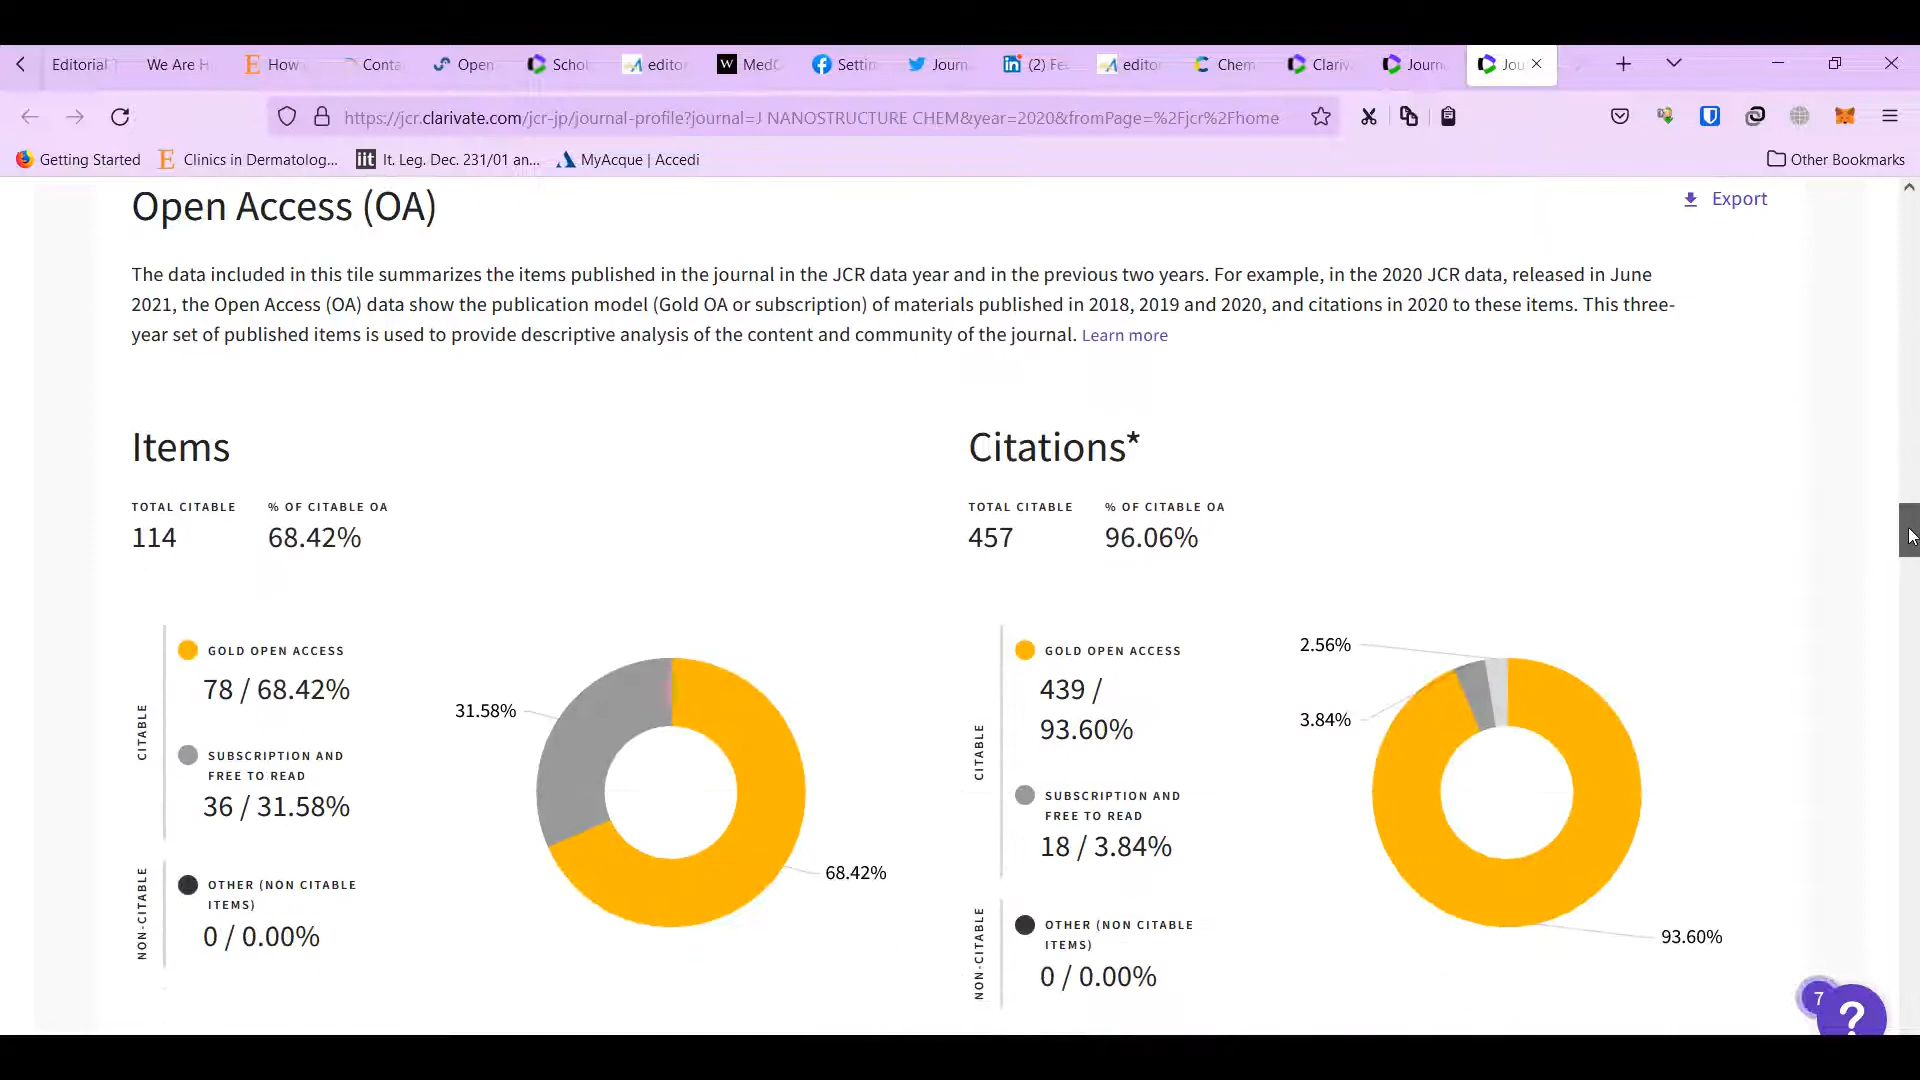 Editorial
We Are H
How
Conta
Open
Scho
edito
MedC
Settin
Journ
(2) Fe
editor
Chem
Clariv
Journ
Jou
https://jcr.clarivate.com/jcr-jp/journal-profile?journal=J NANOSTRUCTURE CHEM&year=2020&fromPage=%2Fjcr%2Fhome
Getting Started
Clinics in Dermatolog...
It. Leg. Dec. 231/01 an...
MyAcque | Accedi
Other Bookmarks
Open Access (OA)
Export
The data included in this tile summarizes the items published in the journal in the JCR data year and in the previous two years. For example, in the 2020 JCR data, released in June
2021, the Open Access (OA) data show the publication model (Gold OA or subscription) of materials published in 2018, 2019 and 2020, and citations in 2020 to these items. This three-
year set of published items is used to provide descriptive analysis of the content and community of the journal. Learn more
Items
TOTAL CITABLE
114
% OF CITABLE OA
68.42%
CITABLE
GOLD OPEN ACCESS
78 / 68.42%
SUBSCRIPTION AND
FREE TO READ
36 / 31.58%
NON-CITABLE
OTHER (NON CITABLE
ITEMS)
0 / 0.00%
31.58%
68.42%
Citations*
TOTAL CITABLE
457
% OF CITABLE OA
96.06%
CITABLE
GOLD OPEN ACCESS
439 /
93.60%
SUBSCRIPTION AND
FREE TO READ
18 / 3.84%
NON-CITABLE
OTHER (NON CITABLE
ITEMS)
0 / 0.00%
2.56%
3.84%
93.60%
7
?